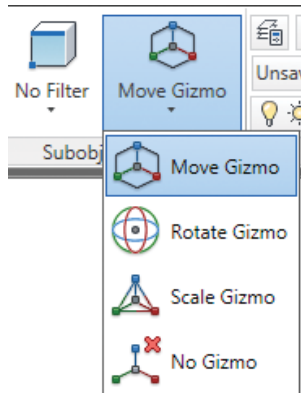 No Filter
Move Gizmo
Unsav
Subobj
Move Gizmo
Rotate Gizmo
Scale Gizmo
No Gizmo